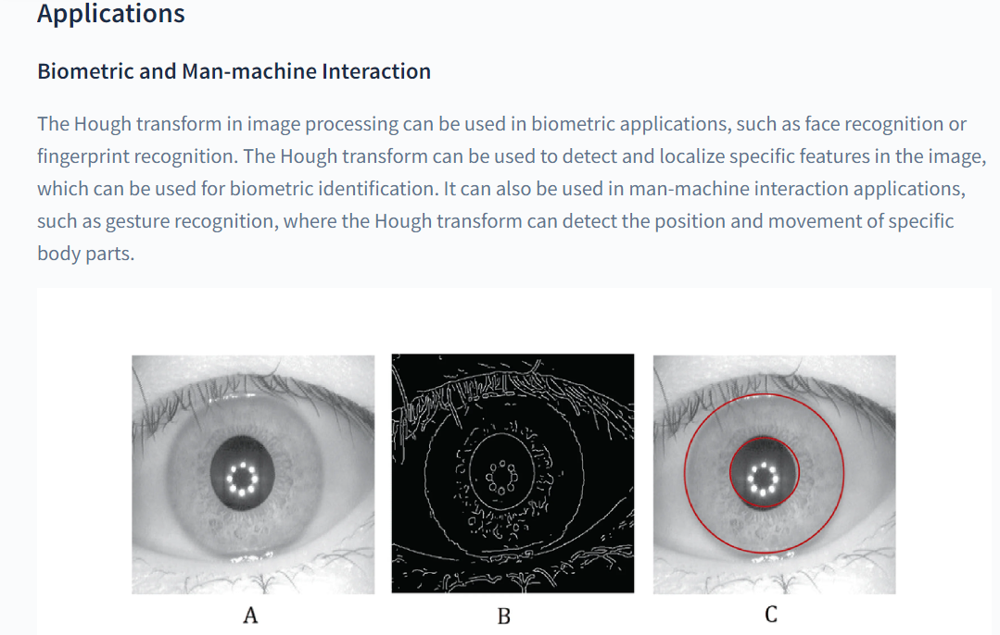 Applications
Biometric and Man-machine Interaction
The Hough transform in image processing can be used in biometric applications, such as face recognition or
fingerprint recognition. The Hough transform can be used to detect and localize specific features in the image,
which can be used for biometric identification. It can also be used in man-machine interaction applications,
such as gesture recognition, where the Hough transform can detect the position and movement of specific
body parts.
A B C